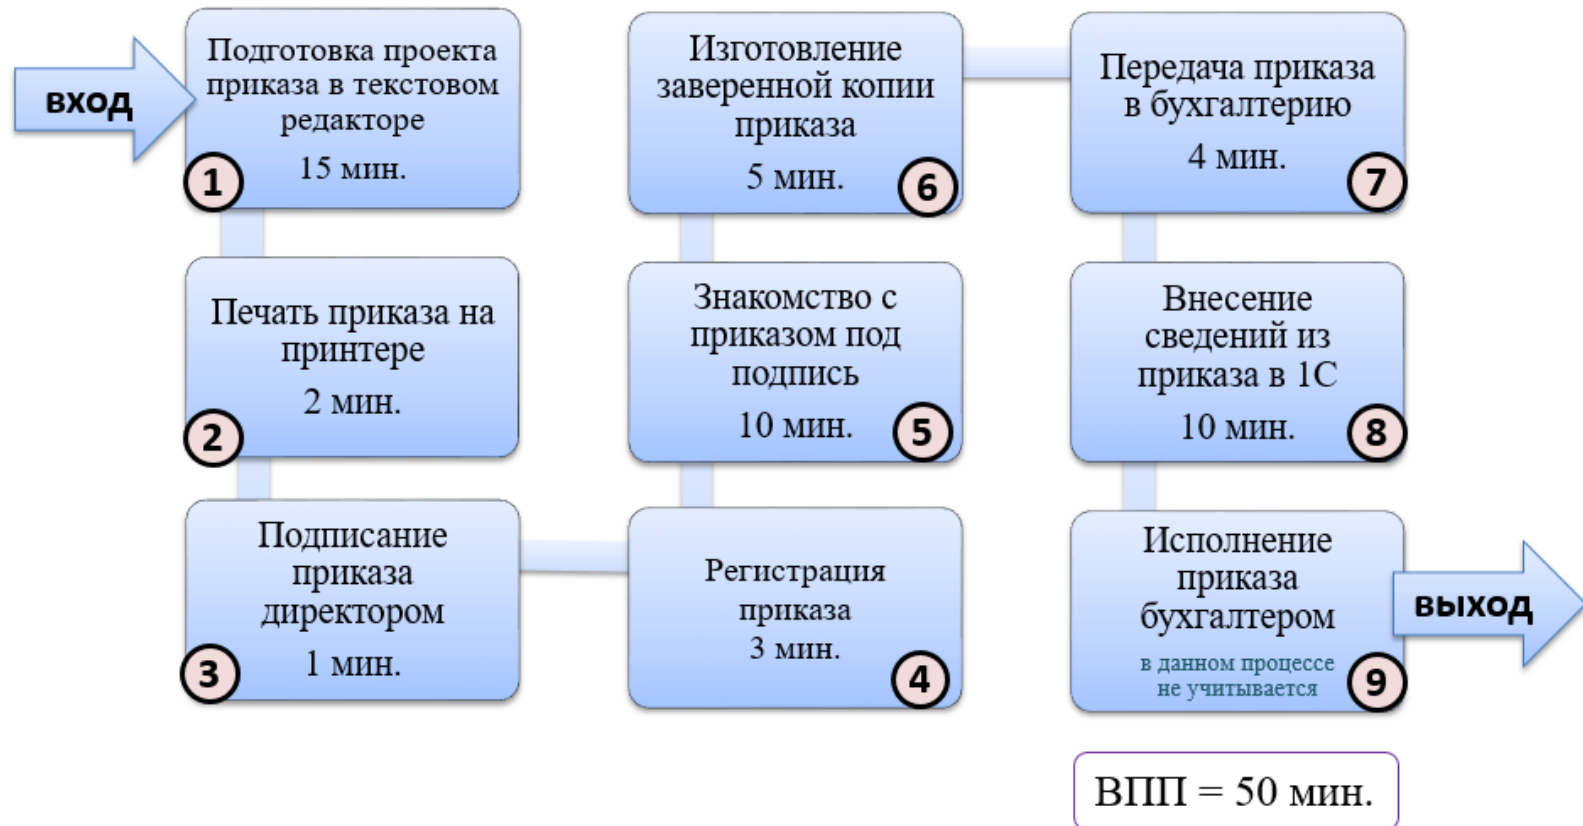 вход
Подготовка проекта
приказа в текстовом
редакторе
15 мин.
1
Печать приказа на
принтере
2 мин.
2
Подписание
приказа
директором
1 мин.
3
Регистрация
приказа
3 мин.
4
Знакомство с
приказом под
подпись
10 мин.
5
Изготовление
заверенной копии
приказа
5 мин.
6
Передача приказа
в бухгалтерию
4 мин.
7
Внесение
сведений из
приказа в 1С
10 мин.
8
Исполнение
приказа
бухгалтером
в данном процессе
не учитывается
9
выход
ВПП = 50 мин.